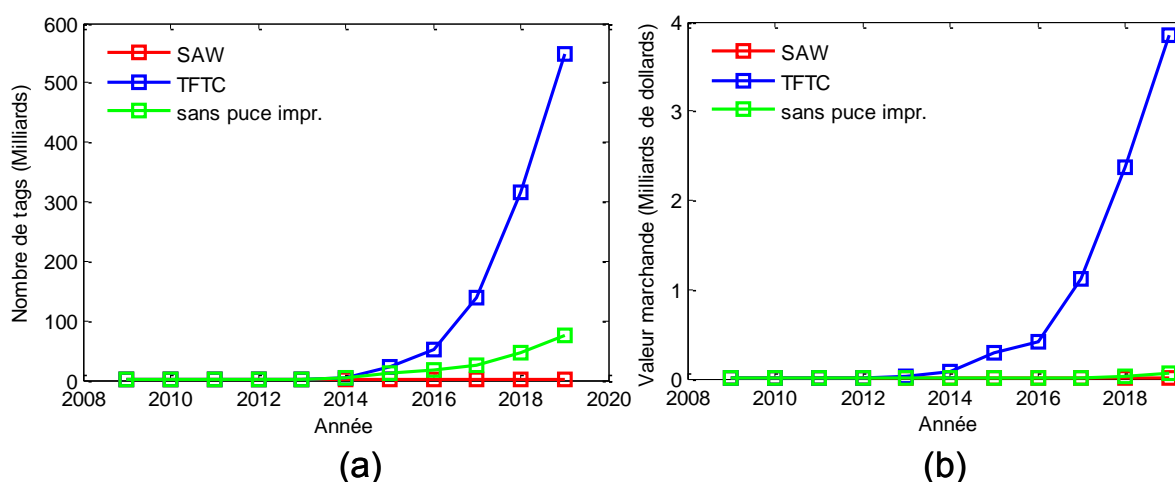 600
500
400
300
200
100
0
Nombre de tags (Milliards)
SAW
TFTC
sans puce impr.
2008 2010 2012 2014 2016 2018 2020
Année
(a)
4
3
2
1
0
Valeur marchande (Milliards de dollards)
SAW
TFTC
sans puce impr.
2008 2010 2012 2014 2016 2018
Année
(b)